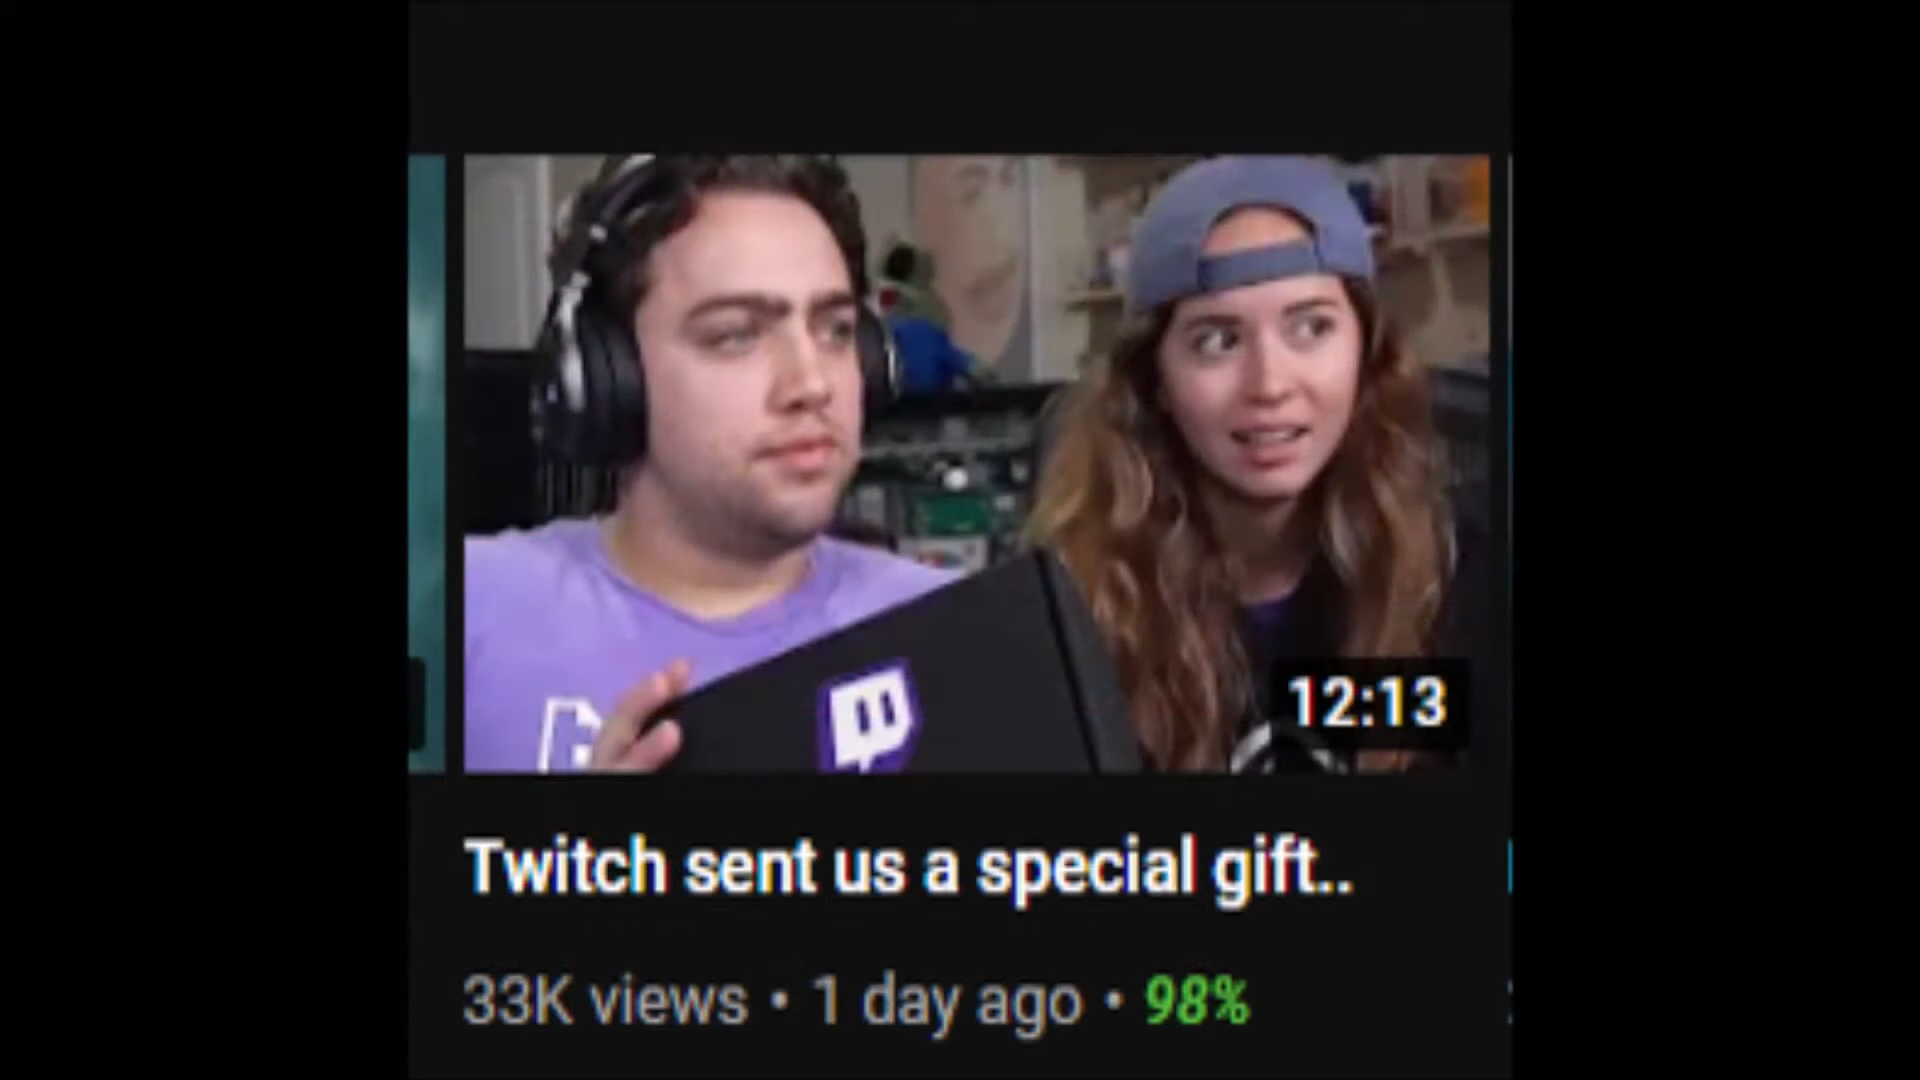 12:13
Twitch sent us a special gift..
33K views • 1 day ago • 98%